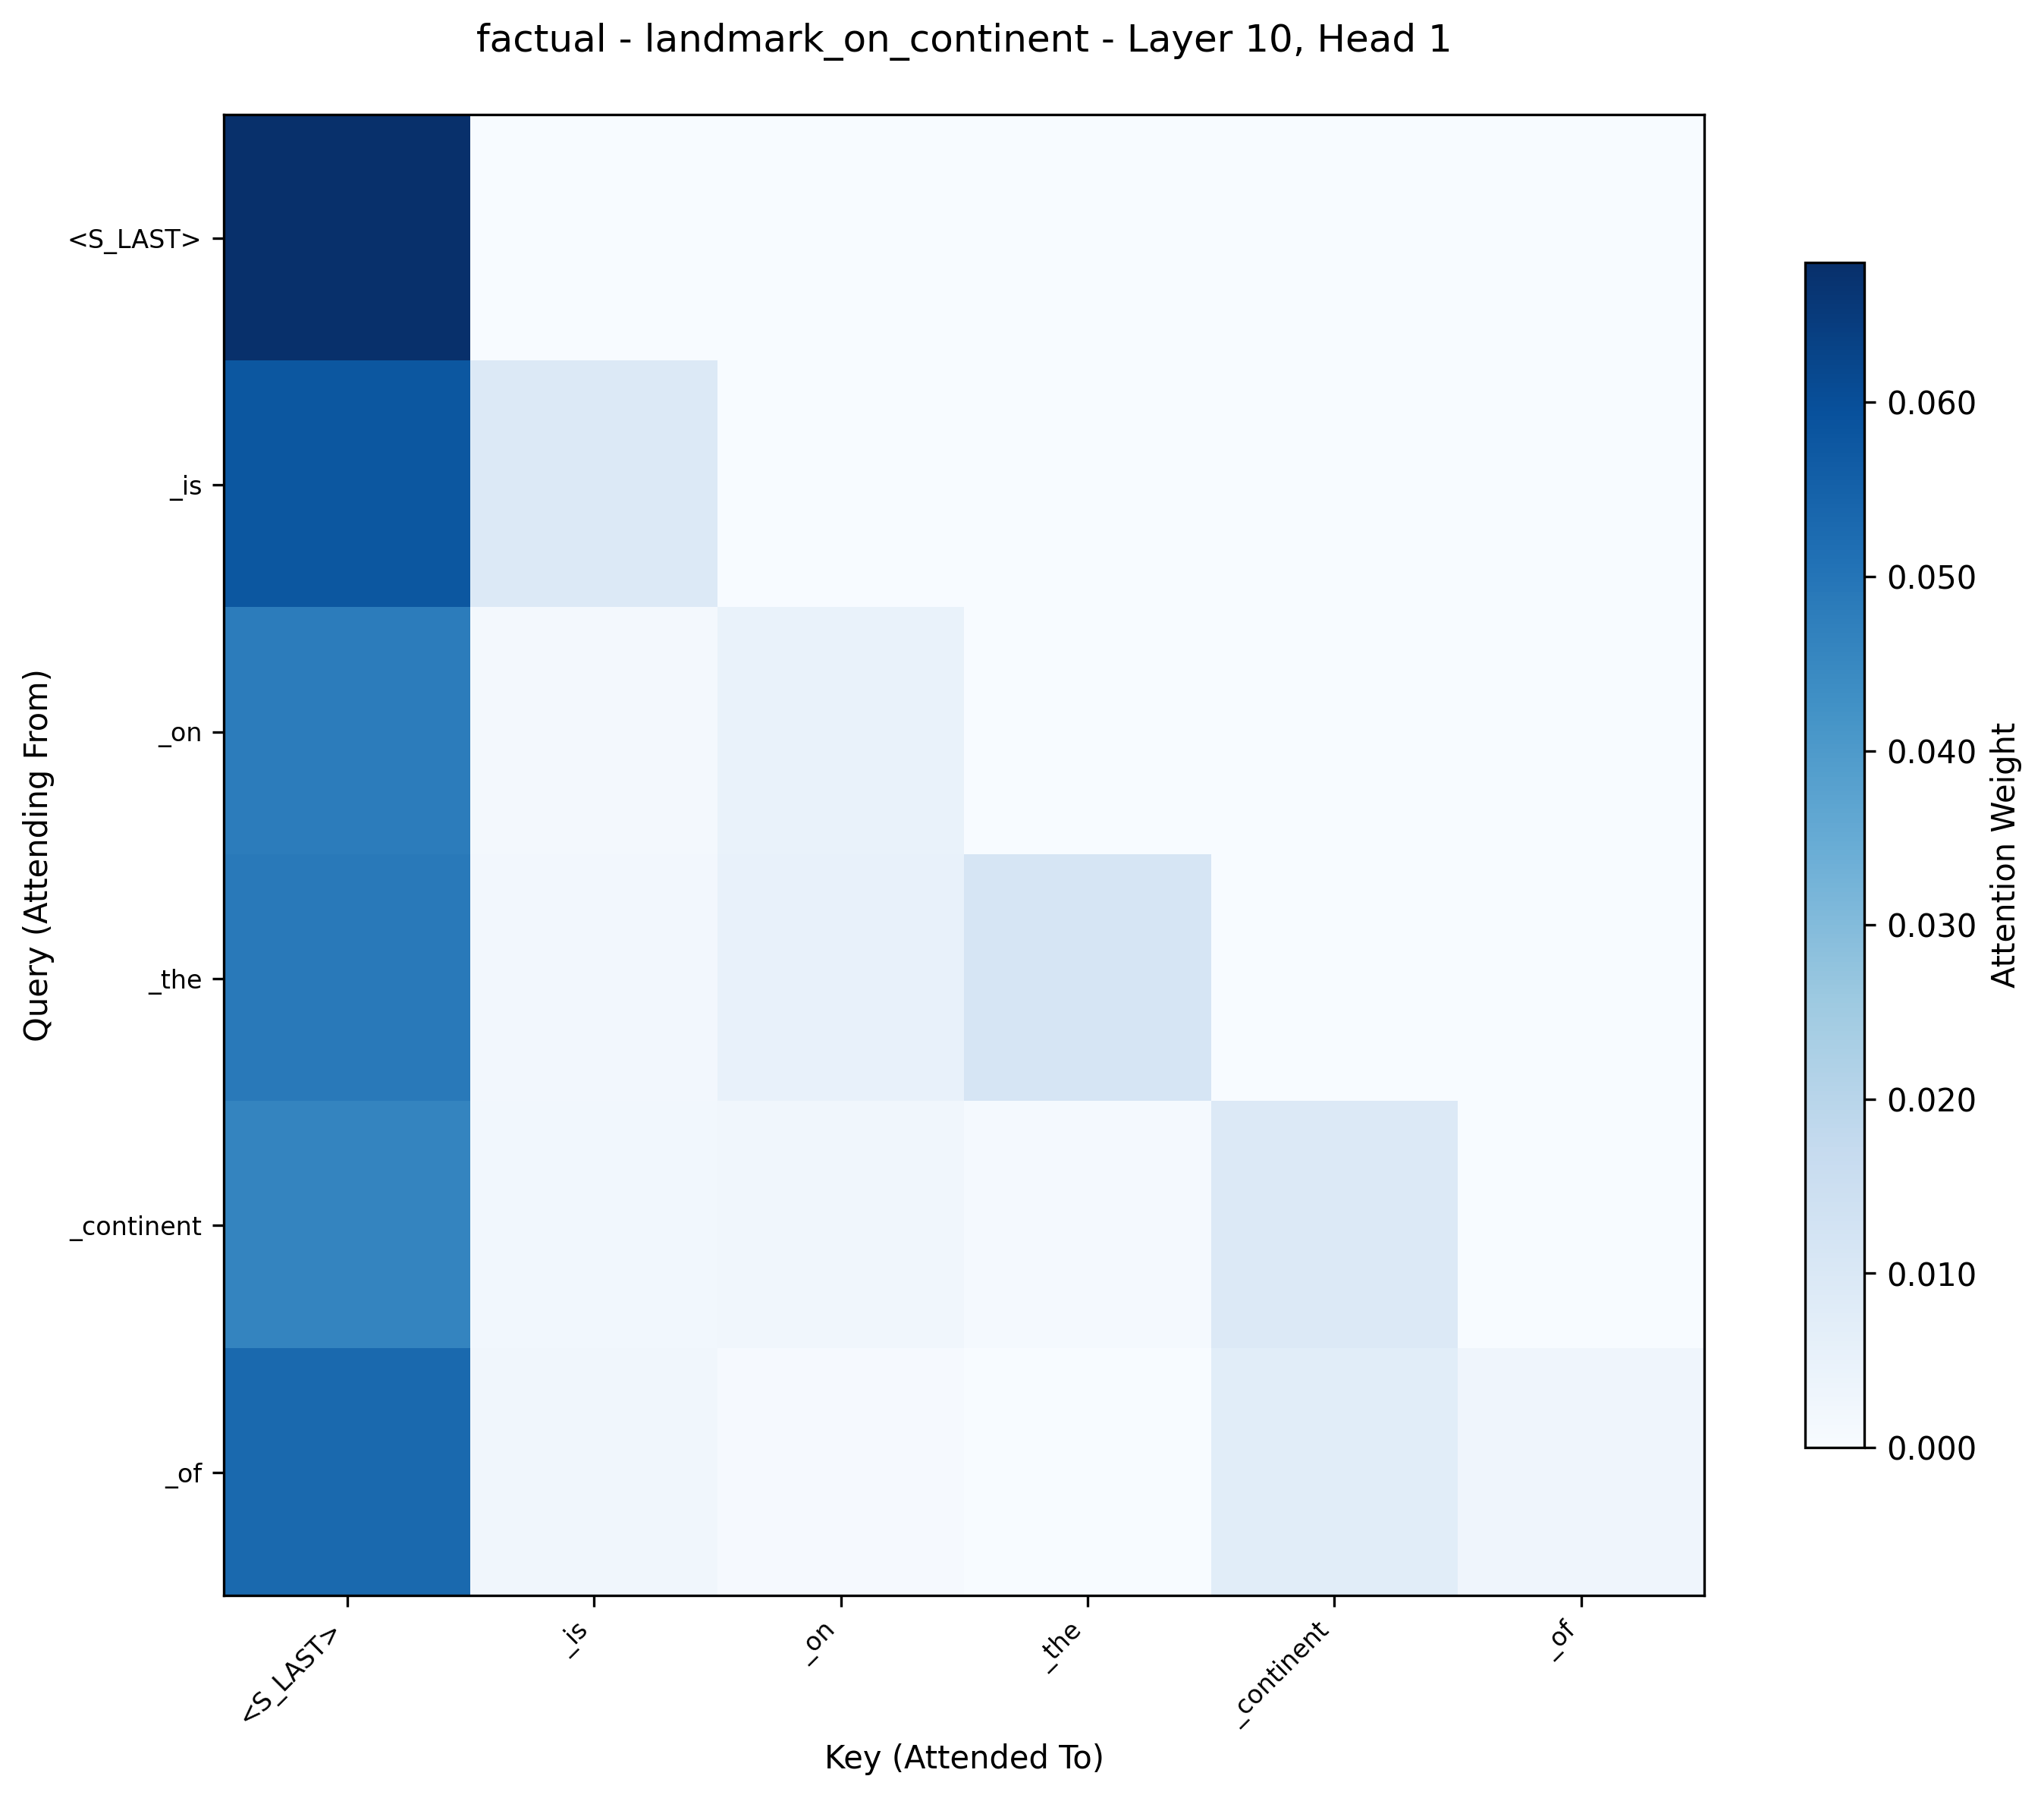 factual - landmark_on_continent - Layer 10, Head 1
Query (Attending From)
<S_LAST>
_is
_on
_the
_continent
_of
<S_LAST>
_is
_on
_the
_continent
_of
Key (Attended To)
0.060
0.050
0.040
0.030
0.020
0.010
0.000
Attention Weight